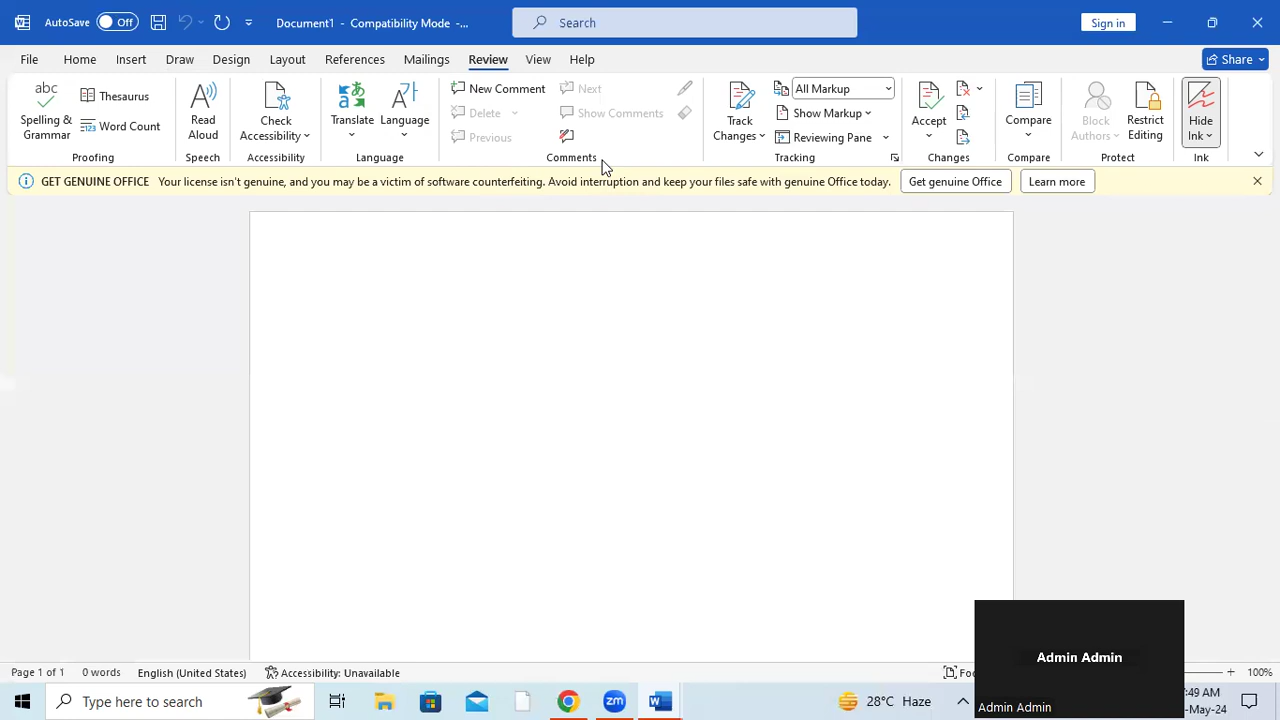 AutoSave Off Document1 - Compatibility Mode -... Search Sign in
File Home Insert Draw Design Layout References Mailings Review View Help Share
abc Spelling & Grammar
Thesaurus
Word Count
Proofing
Read Aloud
Speech
Check Accessibility
Accessibility
Translate
Language
Language
New Comment Next
Delete Show Comments
Previous
Comments
Track Changes
All Markup
Show Markup
Reviewing Pane
Tracking
Accept
Changes
Compare
Compare
Block Authors
Restrict Editing
Protect
Hide Ink
Ink
GET GENUINE OFFICE Your license isn't genuine, and you may be a victim of software counterfeiting. Avoid interruption and keep your files safe with genuine Office today. Get genuine Office Learn more
Admin Admin
Page 1 of 1 0 words English (United States) Accessibility: Unavailable 100%
Type here to search zm 28°C Haze Admin Admin
:49 AM
-May-24